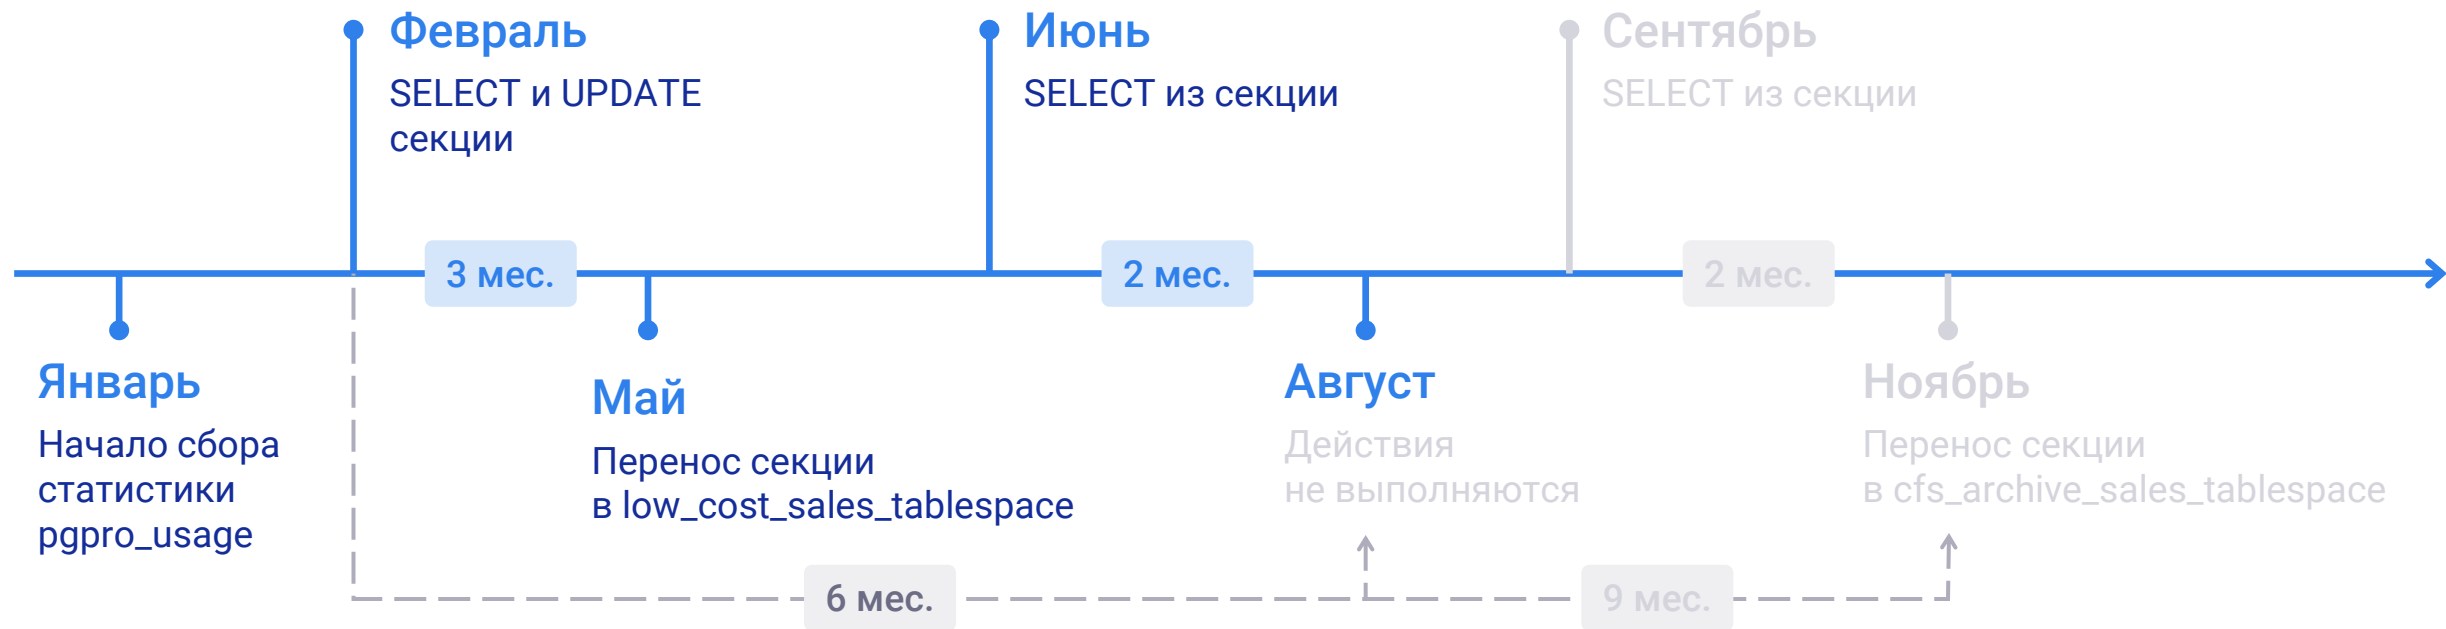 Февраль
SELECT и UPDATE
секции
Июнь
SELECT из секции
Сентябрь
SELECT из секции
3 мес.
2 мес.
2 мес.
Январь
Начало сбора
статистики
pgpro_usage
Май
Перенос секции
в low_cost_sales_tablespace
Август
Действия
не выполняются
Ноябрь
Перенос секции
в cfs_archive_sales_tablespace
6 мес.
9 мес.